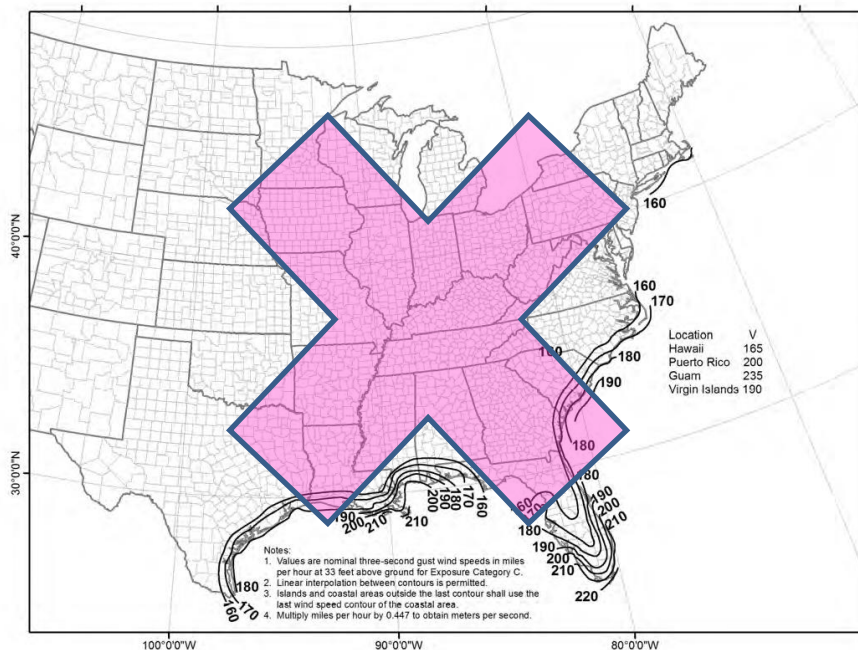 160
40°0'0"N
160
170
Location V
Hawaii 165
Puerto Rico 200
Guam 235
Virgin Islands 190
180
160
190
180
30°0'0"N
180
190
200
210
160
170
180
190
200
160
70
180
190
200
210
210
190
200
210
220
Notes:
1. Values are nominal three-second gust wind speeds in miles
per hour at 33 feet above ground for Exposure Category C.
2. Linear interpolation between contours is permitted.
3. Islands and coastal areas outside the last contour shall use the
last wind speed contour of the coastal area.
4. Multiply miles per hour by 0.447 to obtain meters per second.
180
170
160
100°0'0"W
90°0'0"W
80°0'0"W